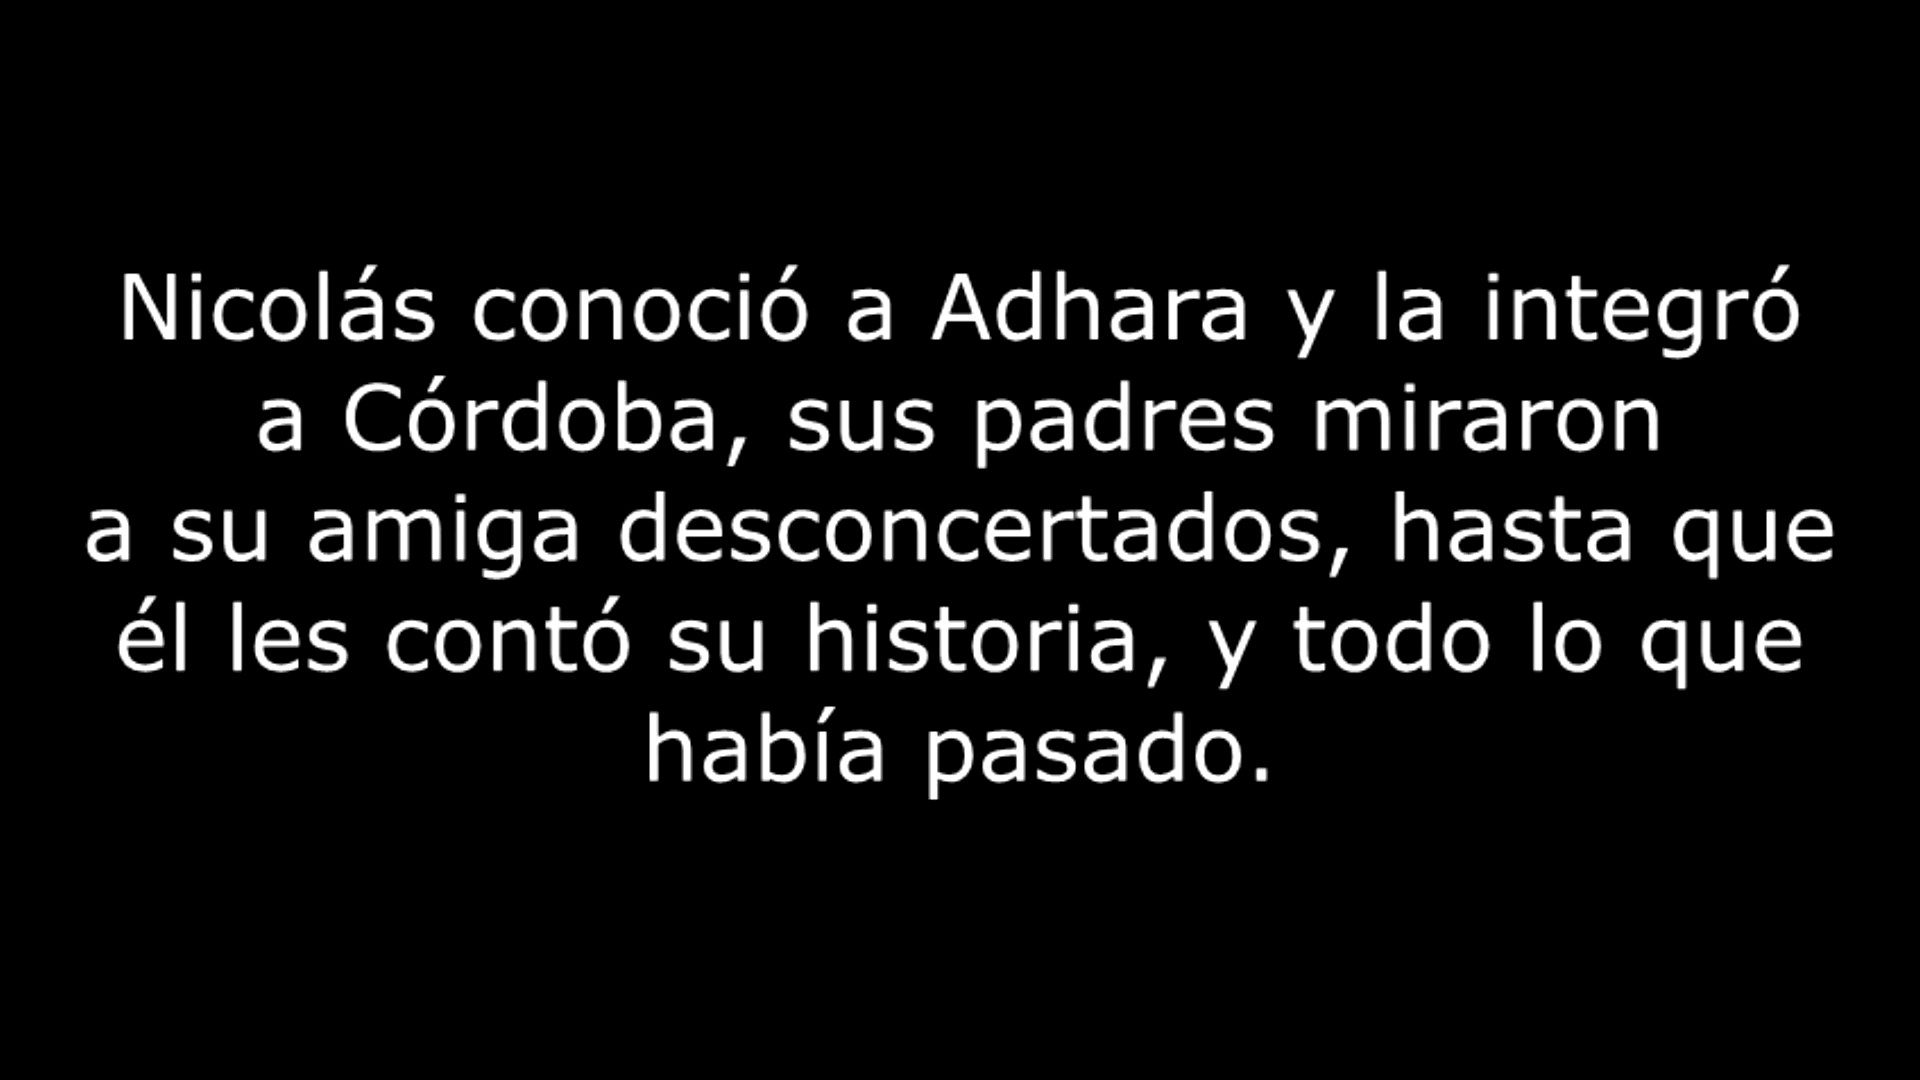 Nicolás conoció a Adhara y la integró
a Córdoba, sus padres miraron
a su amiga desconcertados, hasta que
él les contó su historia, y todo lo que
había pasado.